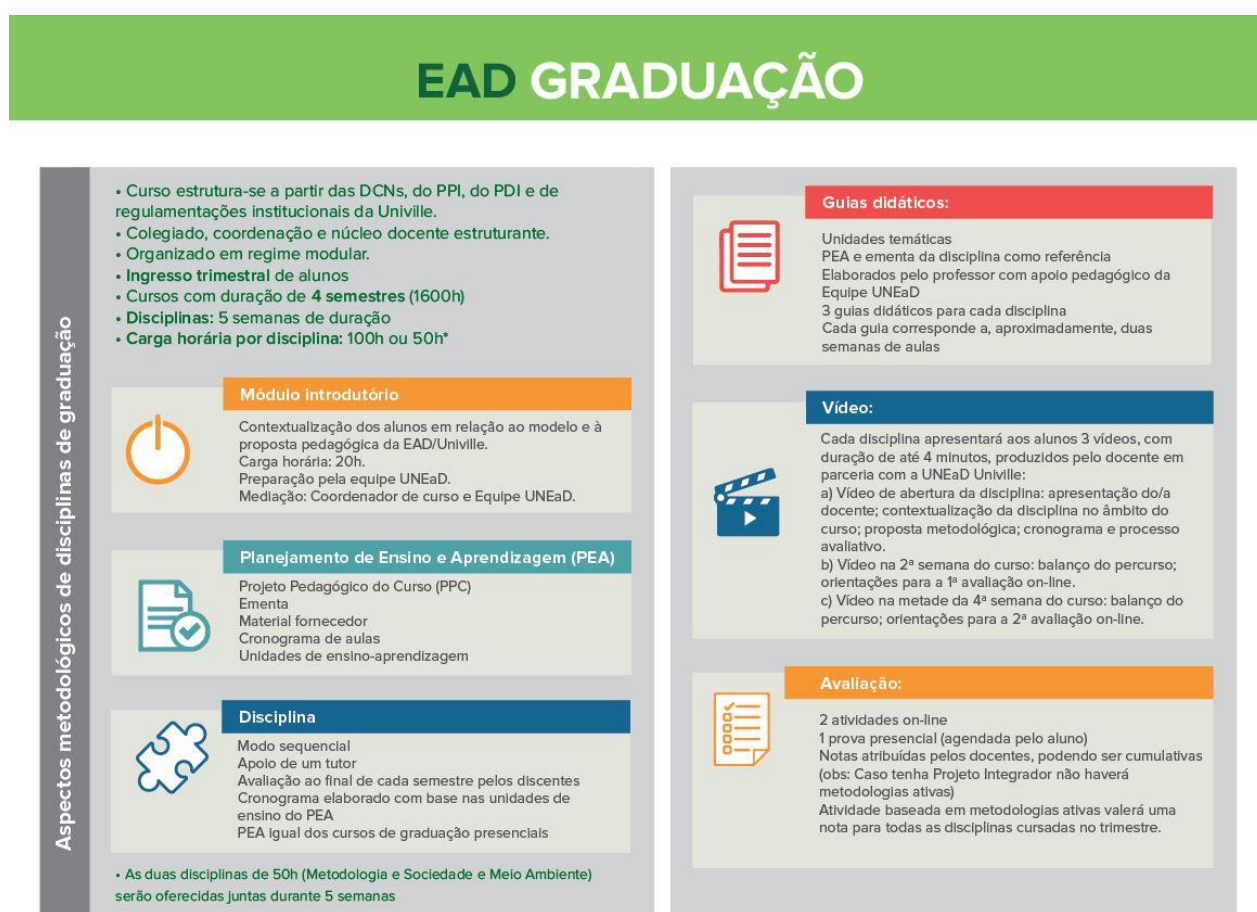 EAD GRADUAÇÃO
Aspectos metodológicos de disciplinas de graduação
• Curso estrutura-se a partir das DCNs, do PPI, do PDI e de
regulamentações institucionais da Univille.
• Colegiado, coordenação e núcleo docente estruturante.
• Organizado em regime modular.
• Ingresso trimestral de alunos
• Cursos com duração de 4 semestres (1600h)
• Disciplinas: 5 semanas de duração
• Carga horária por disciplina: 100h ou 50h*
Módulo introdutório
Contextualização dos alunos em relação ao modelo e à
proposta pedagógica da EAD/Univille.
Carga horária: 20h.
Preparação pela equipe UNEaD.
Mediação: Coordenador de curso e Equipe UNEaD.
Planejamento de Ensino e Aprendizagem (PEA)
Projeto Pedagógico do Curso (PPC)
Ementa
Material fornecedor
Cronograma de aulas
Unidades de ensino-aprendizagem
Disciplina
Modo sequencial
Apoio de um tutor
Avaliação ao final de cada semestre pelos discentes
Cronograma elaborado com base nas unidades de
ensino do PEA
PEA igual dos cursos de graduação presenciais
• As duas disciplinas de 50h (Metodologia e Sociedade e Meio Ambiente)
serão oferecidas juntas durante 5 semanas
Guias didáticos:
Unidades temáticas
PEA e ementa da disciplina como referência
Elaborados pelo professor com apoio pedagógico da
Equipe UNEaD
3 guias didáticos para cada disciplina
Cada guia corresponde a, aproximadamente, duas
semanas de aulas
Vídeo:
Cada disciplina apresentará aos alunos 3 vídeos, com
duração de até 4 minutos, produzidos pelo docente em
parceria com a UNEaD Univille:
a) Vídeo de abertura da disciplina: apresentação do/a
docente; contextualização da disciplina no âmbito do
curso; proposta metodológica; cronograma e processo
avaliativo.
b) Vídeo na 2ª semana do curso: balanço do percurso;
orientações para a 1ª avaliação on-line.
c) Vídeo na metade da 4ª semana do curso: balanço do
percurso; orientações para a 2ª avaliação on-line.
Avaliação:
2 atividades on-line
1 prova presencial (agendada pelo aluno)
Notas atribuídas pelos docentes, podendo ser cumulativas
(obs: Caso tenha Projeto Integrador não haverá
metodologias ativas)
Atividade baseada em metodologias ativas valerá uma
nota para todas as disciplinas cursadas no trimestre.